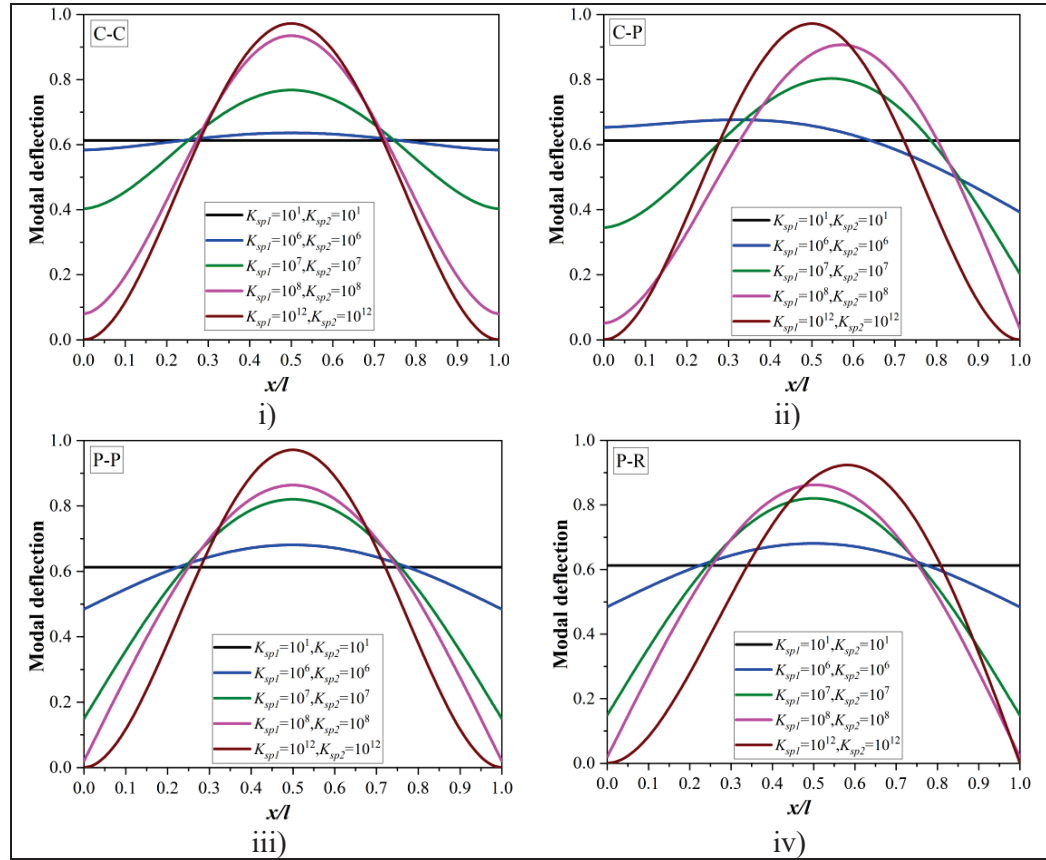 C-C
Modal deflection
1.0
0.8
0.6
0.4
0.2
0.0
K_sp1=10^1,K_sp2=10^1
K_sp1=10^6,K_sp2=10^6
K_sp1=10^7,K_sp2=10^7
K_sp1=10^8,K_sp2=10^8
K_sp1=10^12,K_sp2=10^12
0.0 0.1 0.2 0.3 0.4 0.5 0.6 0.7 0.8 0.9 1.0
x/l
i)
C-P
Modal deflection
1.0
0.8
0.6
0.4
0.2
0.0
K_sp1=10^1,K_sp2=10^1
K_sp1=10^6,K_sp2=10^6
K_sp1=10^7,K_sp2=10^7
K_sp1=10^8,K_sp2=10^8
K_sp1=10^12,K_sp2=10^12
0.0 0.1 0.2 0.3 0.4 0.5 0.6 0.7 0.8 0.9 1.0
x/l
ii)
P-P
Modal deflection
1.0
0.8
0.6
0.4
0.2
0.0
K_sp1=10^1,K_sp2=10^1
K_sp1=10^6,K_sp2=10^6
K_sp1=10^7,K_sp2=10^7
K_sp1=10^8,K_sp2=10^8
K_sp1=10^12,K_sp2=10^12
0.0 0.1 0.2 0.3 0.4 0.5 0.6 0.7 0.8 0.9 1.0
x/l
iii)
P-R
Modal deflection
1.0
0.8
0.6
0.4
0.2
0.0
K_sp1=10^1,K_sp2=10^1
K_sp1=10^6,K_sp2=10^6
K_sp1=10^7,K_sp2=10^7
K_sp1=10^8,K_sp2=10^8
K_sp1=10^12,K_sp2=10^12
0.0 0.1 0.2 0.3 0.4 0.5 0.6 0.7 0.8 0.9 1.0
x/l
iv)